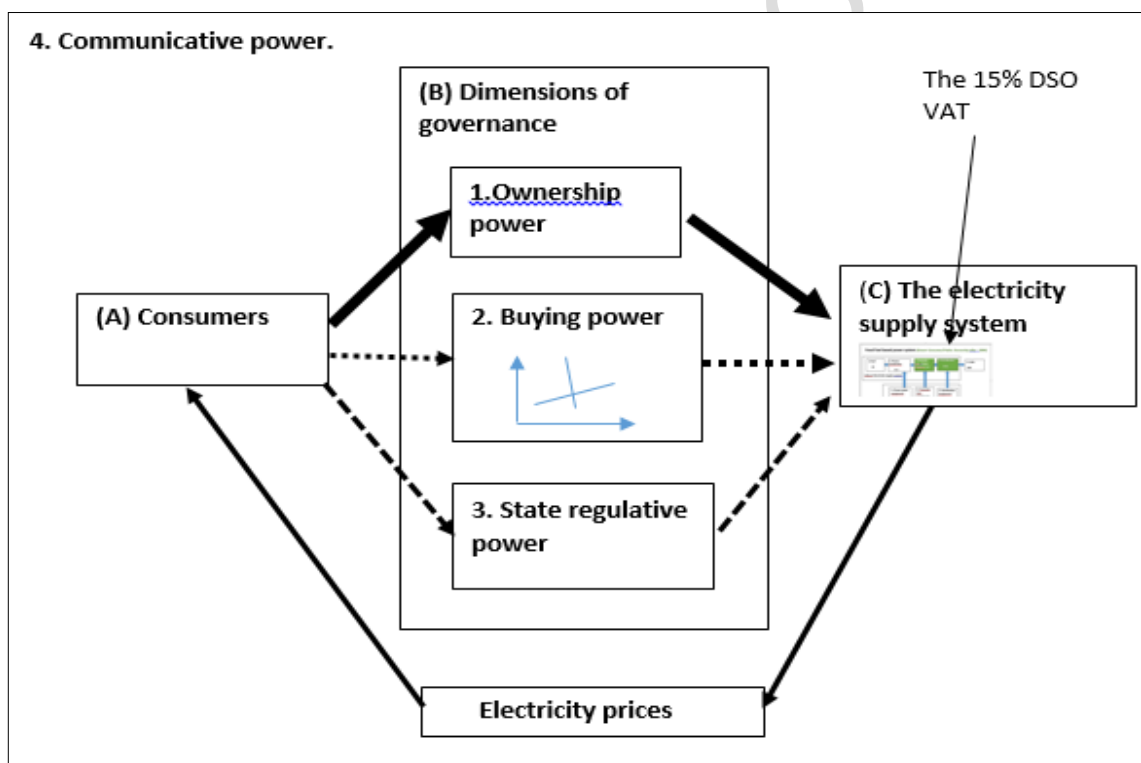 4. Communicative power.
(B) Dimensions of
governance
The 15% DSO
VAT
1.Ownership
power
(A) Consumers
2. Buying power
(C) The electricity
supply system
3. State regulative
power
Electricity prices